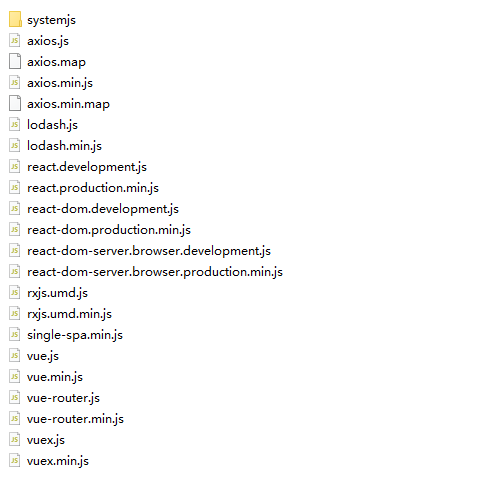 systemjs
axios.js
axios.map
axios.min.js
axios.min.map
lodash.js
lodash.min.js
react.development.js
react.production.min.js
react-dom.development.js
react-dom.production.min.js
react-dom-server.browser.development.js
react-dom-server.browser.production.min.js
rxjs.umd.js
rxjs.umd.min.js
single-spa.min.js
vue.js
vue.min.js
vue-router.js
vue-router.min.js
vuex.js
vuex.min.js